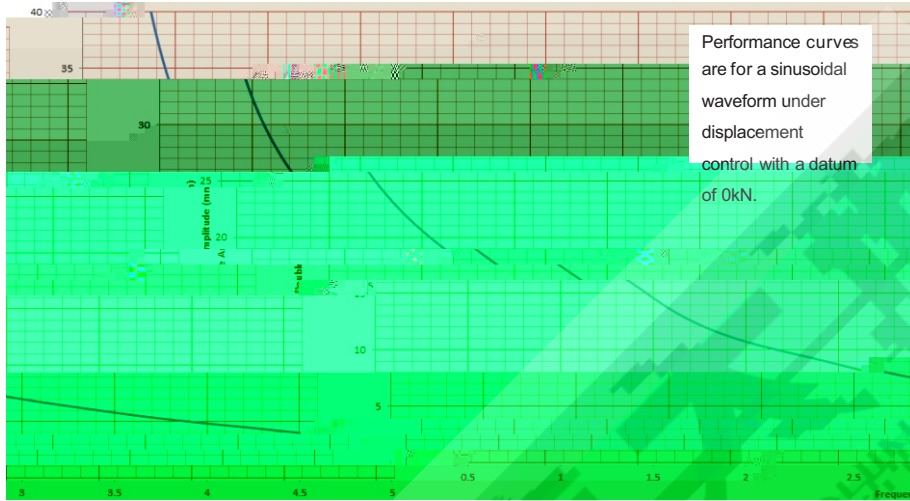 Performance curves
are for a sinusoidal
waveform under
displacement
control with a datum
of 0kN.
40
35
30
25
20
10
5
0.5
1
1.5
2
2.5
3
3.5
4
4.5
5